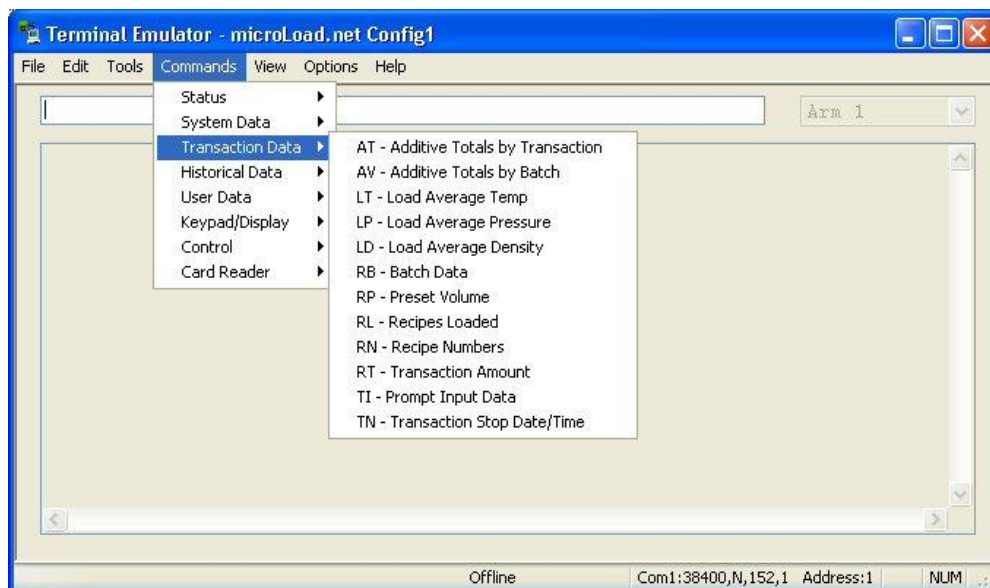 Terminal Emulator - microLoad.net Config1
File Edit Tools Commands View Options Help
Arm 1
Status
System Data
Transaction Data
Historical Data
User Data
Keypad/Display
Control
Card Reader
AT - Additive Totals by Transaction
AV - Additive Totals by Batch
LT - Load Average Temp
LP - Load Average Pressure
LD - Load Average Density
RB - Batch Data
RP - Preset Volume
RL - Recipes Loaded
RN - Recipe Numbers
RT - Transaction Amount
TI - Prompt Input Data
TN - Transaction Stop Date/Time
Offline Com1:38400,N,152,1 Address:1 NUM